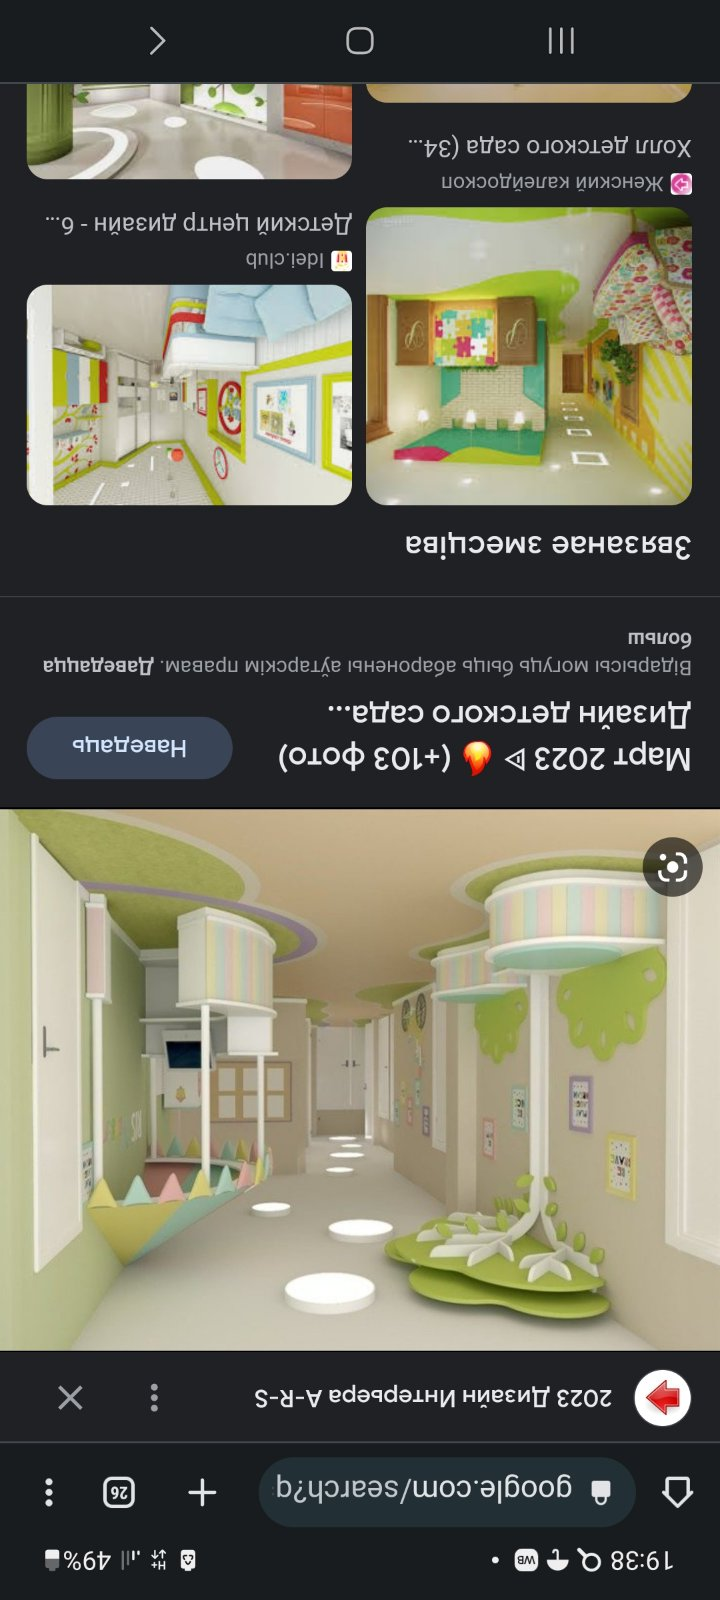 19:38
WB
H+
49%
google.com/search?q
26
2023 Дизайн Интерьера A-R-S
Март 2023 ᐈ 🔥 (+103 фото)
Дизайн детского сада...
Наведаць
Відарысы могуць быць абаронены аўтарскім правам. Даведацца
больш
Звязанае змесціва
Женский калейдоскоп
Холл детского сада (34...
Idei.club
Детский центр дизайн - 6...